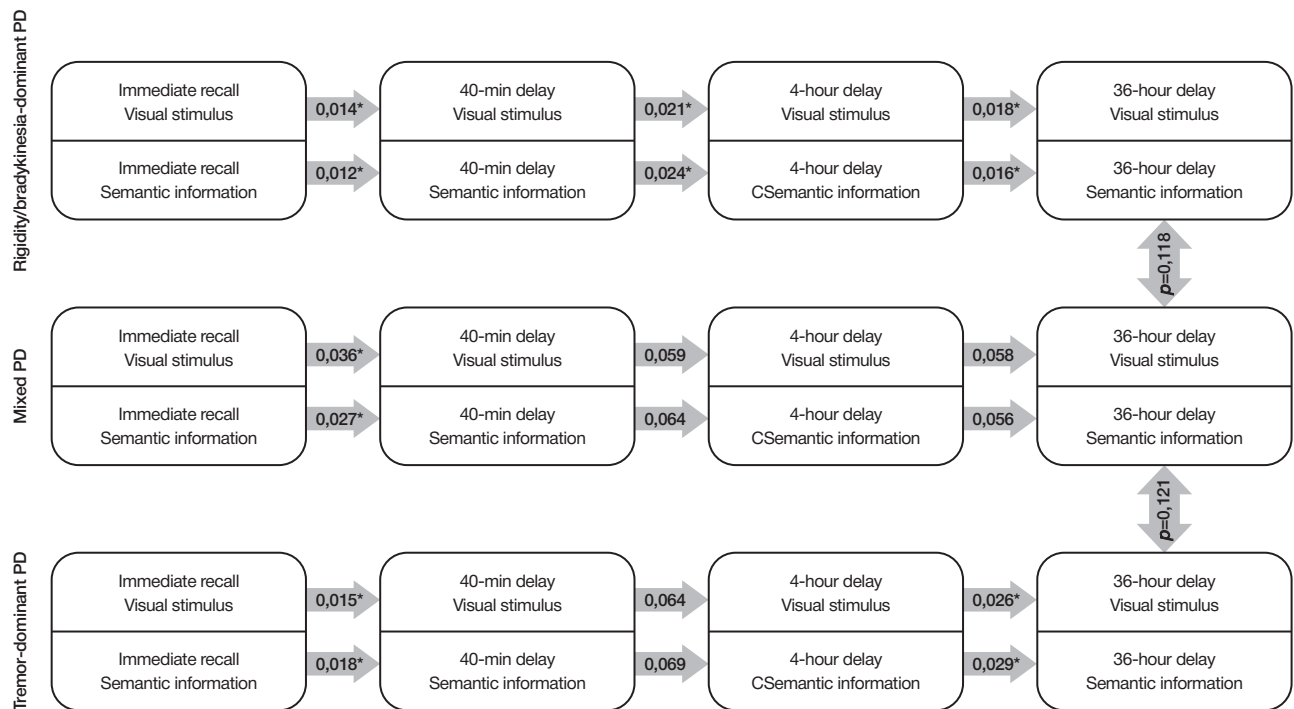 Rigidity/bradykinesia-dominant PD
Immediate recall
Visual stimulus
0,014*
40-min delay
Visual stimulus
0,021*
4-hour delay
Visual stimulus
0,018*
36-hour delay
Visual stimulus
Immediate recall
Semantic information
0,012*
40-min delay
Semantic information
0,024*
4-hour delay
CSemantic information
0,016*
36-hour delay
Semantic information
p=0,118
Mixed PD
Immediate recall
Visual stimulus
0,036*
40-min delay
Visual stimulus
0,059
4-hour delay
Visual stimulus
0,058
36-hour delay
Visual stimulus
Immediate recall
Semantic information
0,027*
40-min delay
Semantic information
0,064
4-hour delay
CSemantic information
0,056
36-hour delay
Semantic information
p=0,121
Tremor-dominant PD
Immediate recall
Visual stimulus
0,015*
40-min delay
Visual stimulus
0,064
4-hour delay
Visual stimulus
0,026*
36-hour delay
Visual stimulus
Immediate recall
Semantic information
0,018*
40-min delay
Semantic information
0,069
4-hour delay
CSemantic information
0,029*
36-hour delay
Semantic information